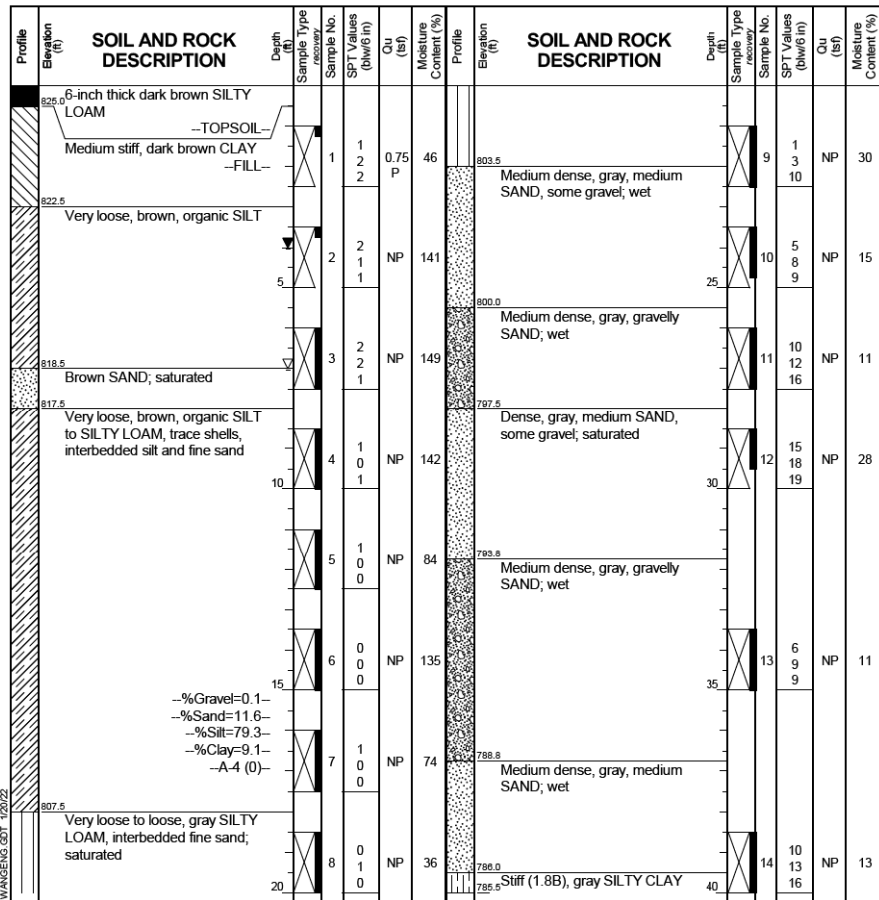 Profile
Elevation (ft)
SOIL AND ROCK
DESCRIPTION
Depth (ft)
Sample Type
recovery
Sample No.
SPT Values
(blw/6 in)
Qu
(tsf)
Moisture
Content (%)
825.0
6-inch thick dark brown SILTY
LOAM
--TOPSOIL--
Medium stiff, dark brown CLAY
--FILL--
1
1
2
2
0.75
P
46
822.5
Very loose, brown, organic SILT
2
2
1
1
NP
141
5
3
2
2
1
NP
149
818.5
Brown SAND; saturated
817.5
Very loose, brown, organic SILT
to SILTY LOAM, trace shells,
interbedded silt and fine sand
4
1
0
1
NP
142
10
5
1
0
0
NP
84
6
0
0
0
NP
135
15
--%Gravel=0.1--
--%Sand=11.6--
--%Silt=79.3--
--%Clay=9.1--
--A-4 (0)--
7
1
0
0
NP
74
807.5
Very loose to loose, gray SILTY
LOAM, interbedded fine sand;
saturated
8
0
1
0
NP
36
20
WANGENG.GDT 1/20/22
Profile
Elevation (ft)
SOIL AND ROCK
DESCRIPTION
Depth (ft)
Sample Type
recovery
Sample No.
SPT Values
(blw/6 in)
Qu
(tsf)
Moisture
Content (%)
9
1
3
10
NP
30
803.5
Medium dense, gray, medium
SAND, some gravel; wet
10
5
8
9
NP
15
25
800.0
Medium dense, gray, gravelly
SAND; wet
11
10
12
16
NP
11
797.5
Dense, gray, medium SAND,
some gravel; saturated
12
15
18
19
NP
28
30
793.8
Medium dense, gray, gravelly
SAND; wet
13
6
9
9
NP
11
35
788.8
Medium dense, gray, medium
SAND; wet
14
10
13
16
NP
13
786.0
Stiff (1.8B), gray SILTY CLAY
785.5
40